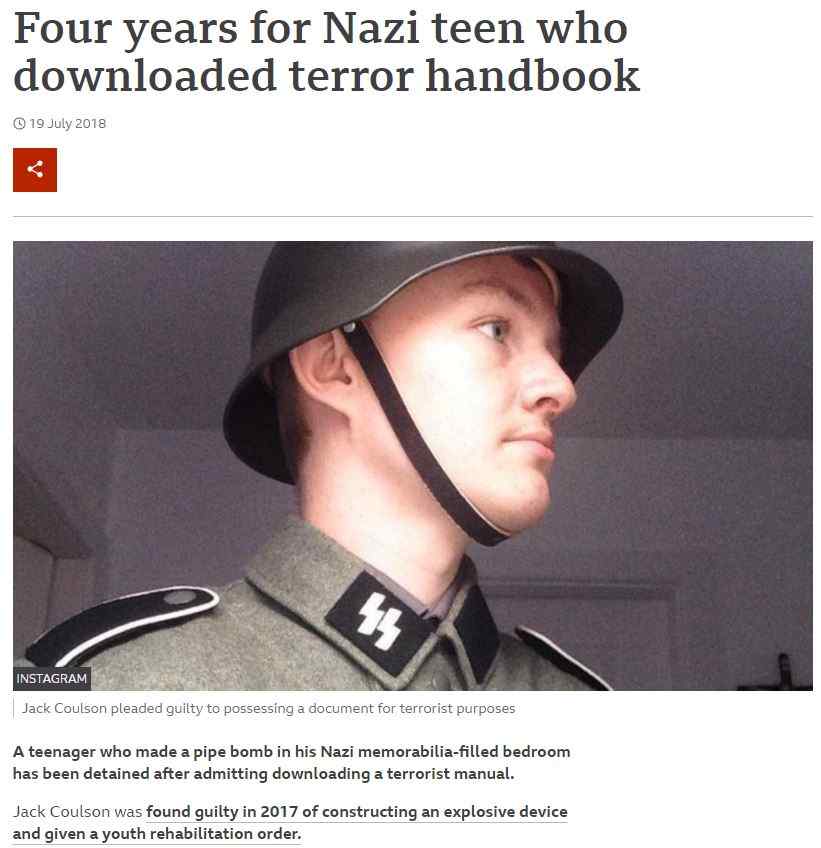 Four years for Nazi teen who
downloaded terror handbook
19 July 2018
INSTAGRAM
Jack Coulson pleaded guilty to possessing a document for terrorist purposes
A teenager who made a pipe bomb in his Nazi memorabilia-filled bedroom
has been detained after admitting downloading a terrorist manual.
Jack Coulson was found guilty in 2017 of constructing an explosive device
and given a youth rehabilitation order.